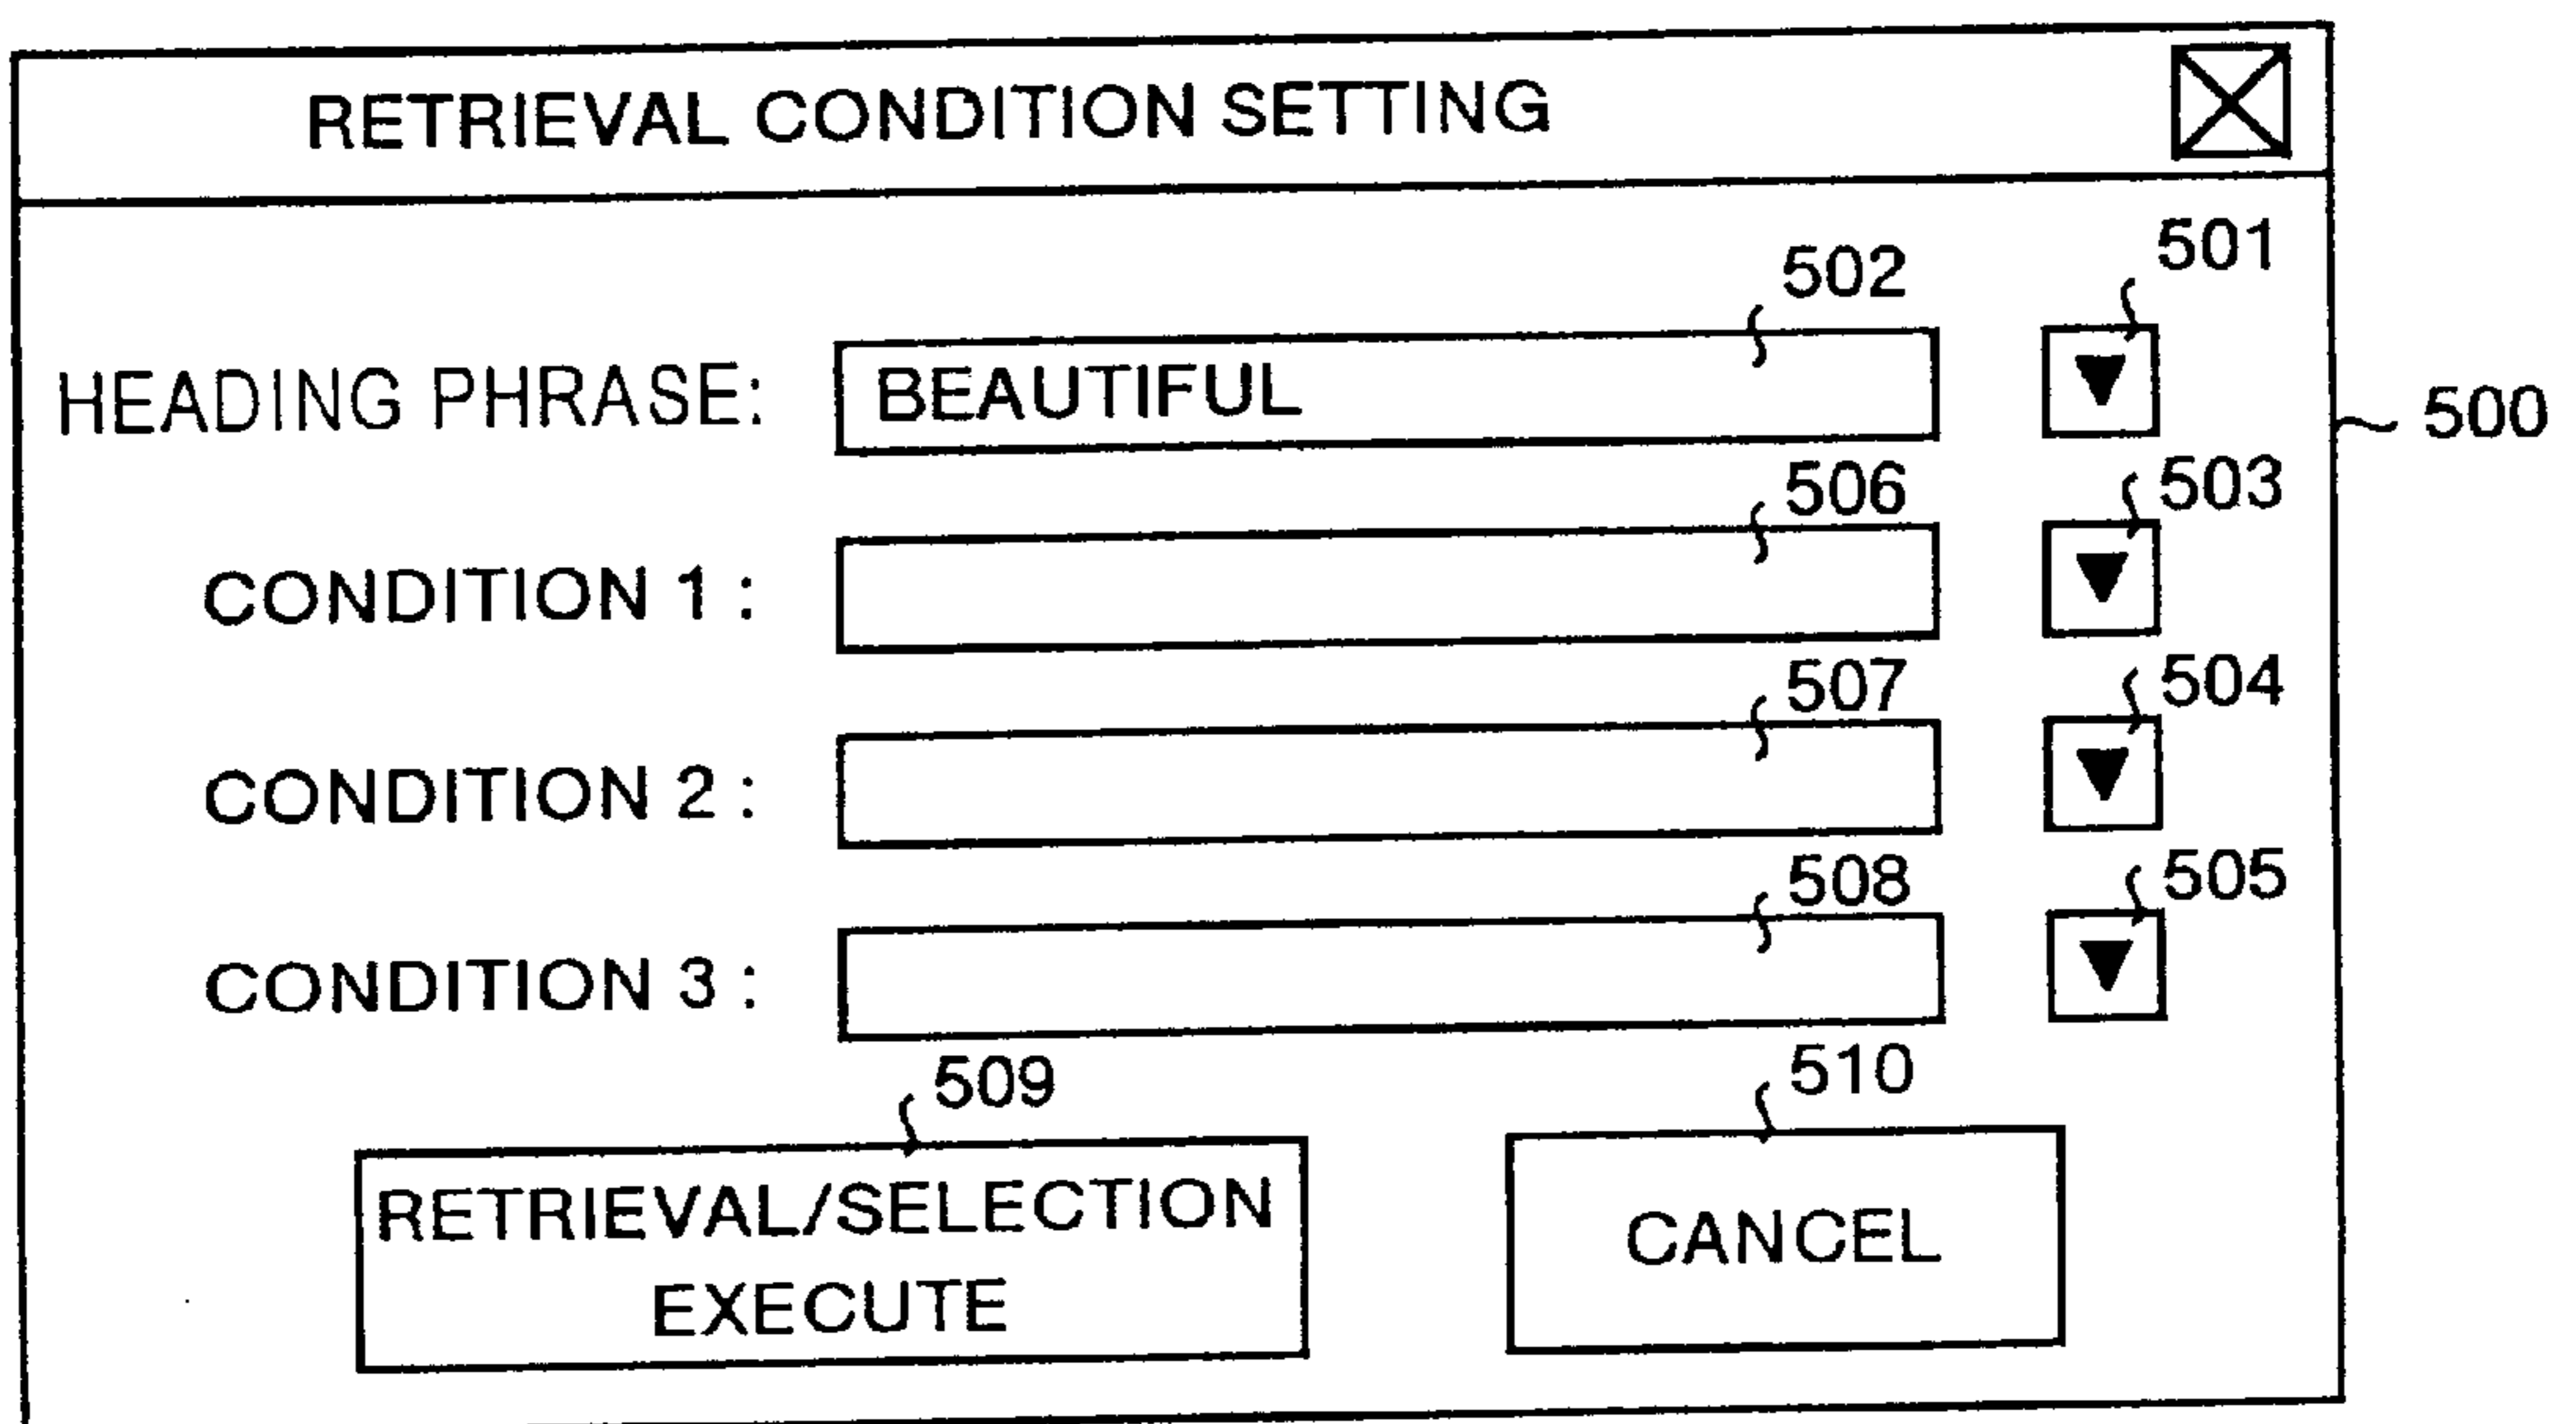 RETRIEVAL CONDITION SETTING
501
502
HEADING PHRASE: BEAUTIFUL
500
506 503
CONDITION 1 :
507 504
CONDITION 2 :
508 505
CONDITION 3 :
509 510
RETRIEVAL/SELECTION
EXECUTE
CANCEL